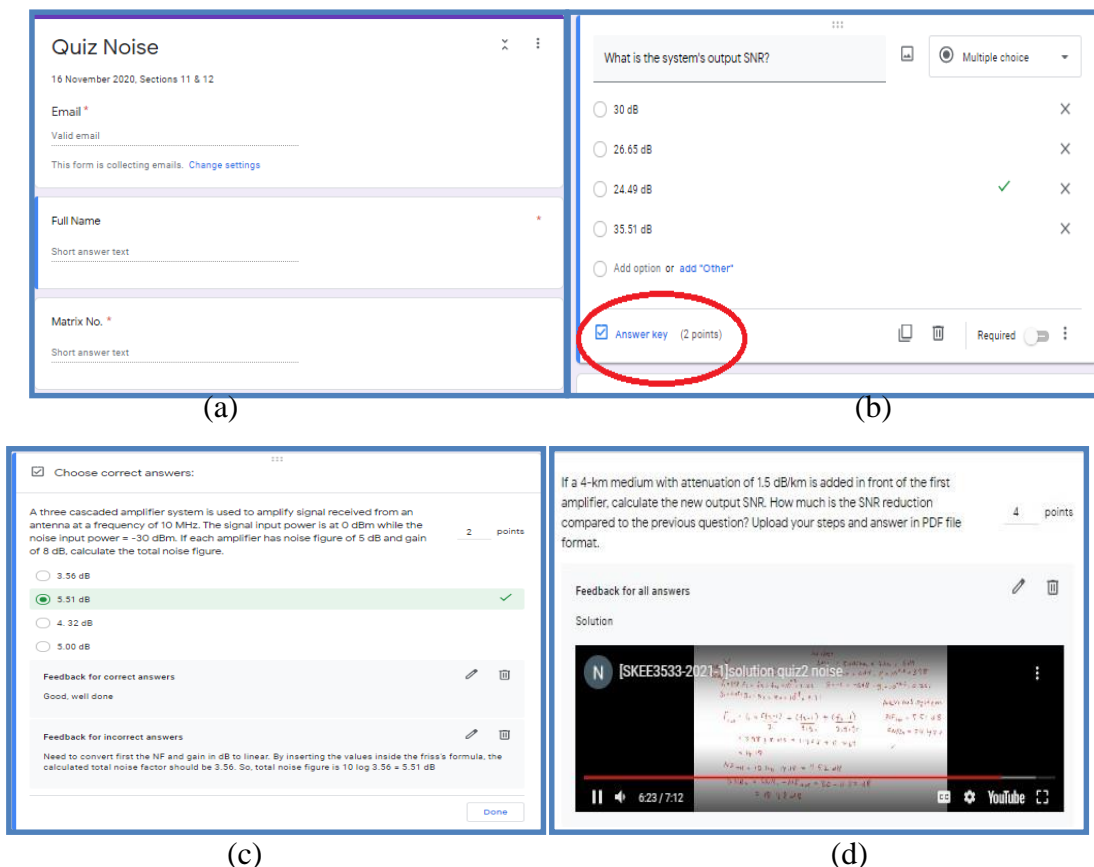 Quiz Noise
16 November 2020, Sections 11 & 12
Email *
Valid email
This form is collecting emails. Change settings
Full Name *
Short answer text
Matrix No. *
Short answer text
(a)
What is the system's output SNR?
Multiple choice
30 dB
26.65 dB
24.49 dB
35.51 dB
Add option or add "Other"
Answer key (2 points)
Required
(b)
Choose correct answers:
A three cascaded amplifier system is used to amplify signal received from an
antenna at a frequency of 10 MHz. The signal input power is at 0 dBm while the
noise input power = -30 dBm. If each amplifier has noise figure of 5 dB and gain
of 8 dB, calculate the total noise figure.
2 points
3.56 dB
5.51 dB
4. 32 dB
5.00 dB
Feedback for correct answers
Good, well done
Feedback for incorrect answers
Need to convert first the NF and gain in dB to linear. By inserting the values inside the friss's formula, the
calculated total noise factor should be 3.56. So, total noise figure is 10 log 3.56 = 5.51 dB
Done
(c)
If a 4-km medium with attenuation of 1.5 dB/km is added in front of the first
amplifier, calculate the new output SNR. How much is the SNR reduction
compared to the previous question? Upload your steps and answer in PDF file
format.
4 points
Feedback for all answers
Solution
N [SKEE3533-2021-1]solution quiz2 noise
6:23 / 7:12
CC YouTube
(d)